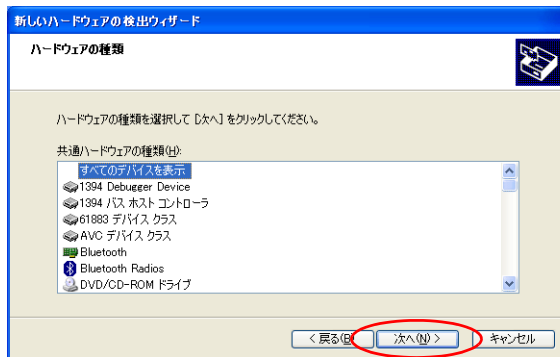 新しいハードウェアの検出ウィザード
ハードウェアの種類
ハードウェアの種類を選択して [次へ] をクリックしてください。
共通ハードウェアの種類(H):
すべてのデバイスを表示
1394 Debugger Device
1394 バス ホスト コントローラ
61883 デバイス クラス
AVC デバイス クラス
Bluetooth
Bluetooth Radios
DVD/CD-ROM ドライブ
< 戻る(B) 次へ(N) > キャンセル